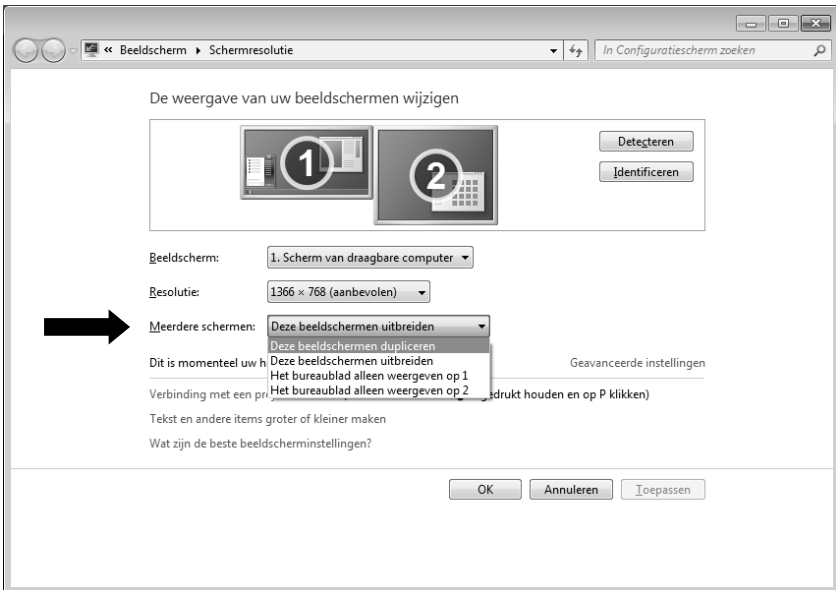 « Beeldscherm Schermresolutie
In Configuratiescherm zoeken
De weergave van uw beeldschermen wijzigen
1
2
Detecteren
Identificeren
Beeldscherm: 1. Scherm van draagbare computer
Resolutie: 1366 × 768 (aanbevolen)
Meerdere schermen: Deze beeldschermen uitbreiden
Deze beeldschermen dupliceren
Deze beeldschermen uitbreiden
Het bureaublad alleen weergeven op 1
Het bureaublad alleen weergeven op 2
Dit is momenteel uw Geavanceerde instellingen
Verbinding met een houden en op P klikken)
Tekst en andere items groter of kleiner maken
Wat zijn de beste beeldscherminstellingen?
OK Annuleren Toepassen